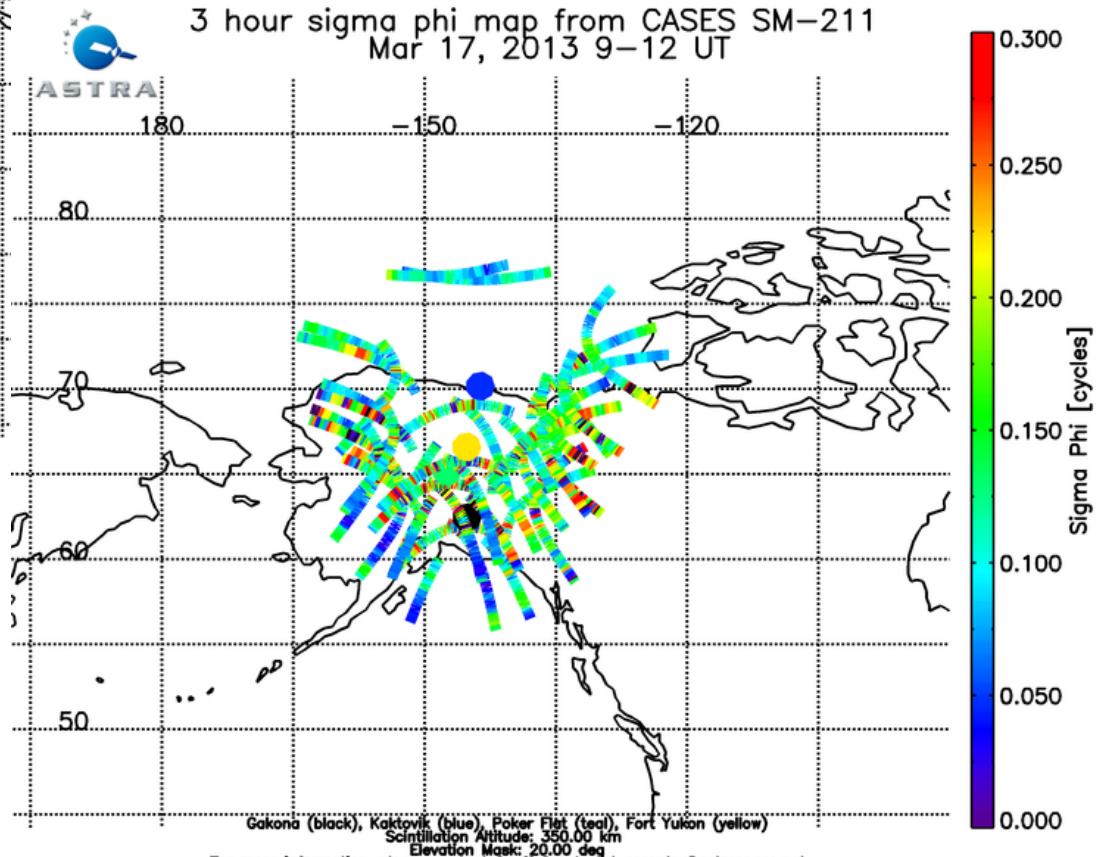 3 hour sigma phi map from CASES SM-211
Mar 17, 2013 9-12 UT
ASTRA
180
-150
-120
80
70
60
50
0.300
0.250
0.200
0.150
0.100
0.050
0.000
Sigma Phi [cycles]
Gakona (black), Kaktovik (blue), Poker Flat (teal), Fort Yukon (yellow)
Scintillation Altitude: 350.00 km
Elevation Mask: 20.00 deg